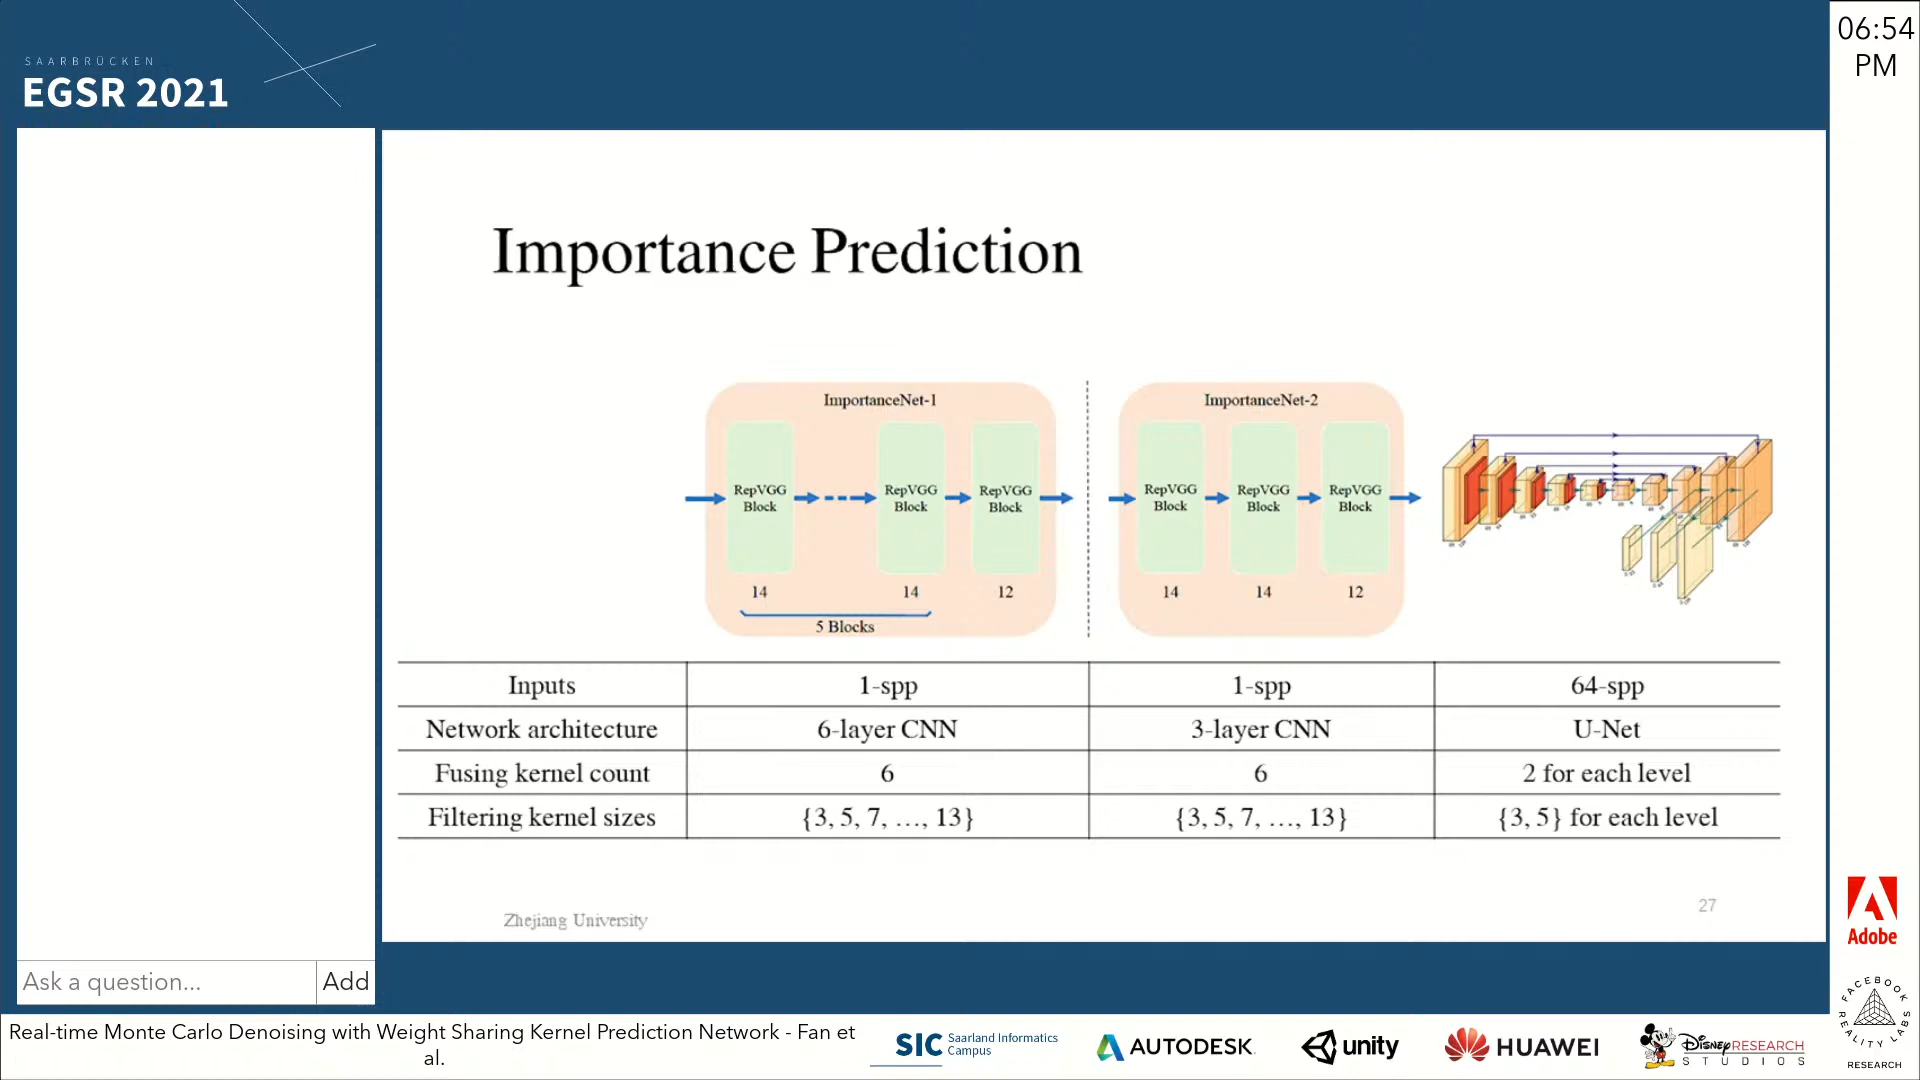 SAARBRÜCKEN
EGSR 2021
06:54
PM
Importance Prediction
ImportanceNet-1
RepVGG
Block
RepVGG
Block
RepVGG
Block
14
14
12
5 Blocks
ImportanceNet-2
RepVGG
Block
RepVGG
Block
RepVGG
Block
14
14
12
Inputs 1-spp 1-spp 64-spp
Network architecture 6-layer CNN 3-layer CNN U-Net
Fusing kernel count 6 6 2 for each level
Filtering kernel sizes {3, 5, 7, …, 13} {3, 5, 7, …, 13} {3, 5} for each level
Zhejiang University
27
Ask a question...
Add
Real-time Monte Carlo Denoising with Weight Sharing Kernel Prediction Network - Fan et
al.
SIC Saarland Informatics
Campus
AUTODESK
unity
HUAWEI
Disney RESEARCH
STUDIOS
Adobe
FACEBOOK
REALITY LABS
RESEARCH